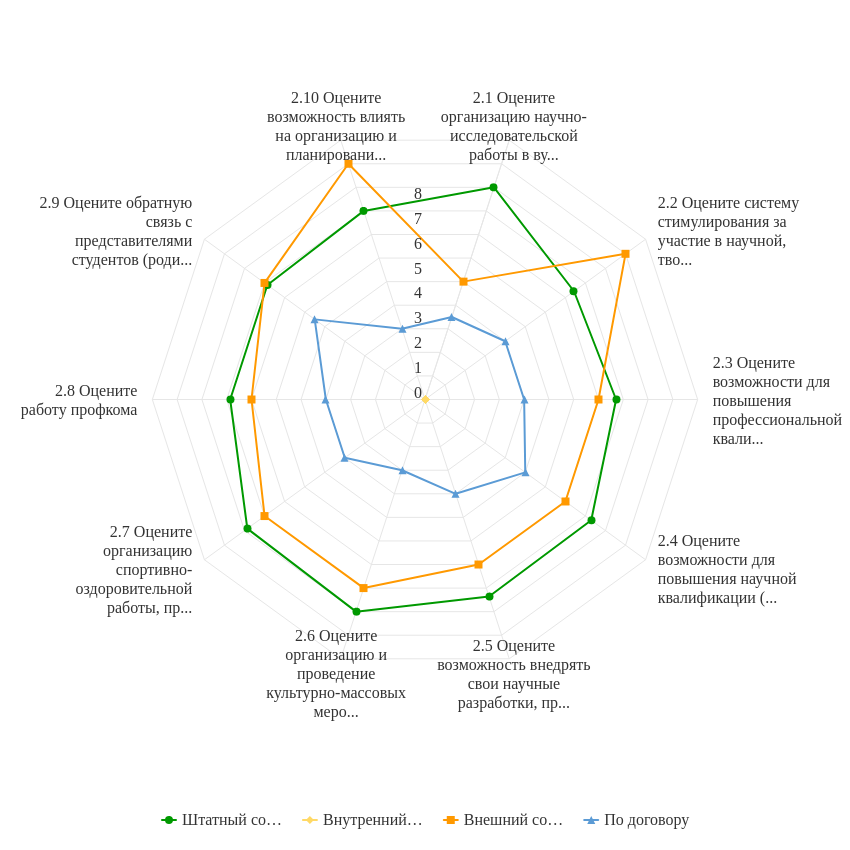 2.10 Оцените
возможность влиять
на организацию и
планировани...
2.1 Оцените
организацию научно-
исследовательской
работы в ву...
2.9 Оцените обратную
связь с
представителями
студентов (роди...
2.2 Оцените систему
стимулирования за
участие в научной,
тво...
8
7
6
5
4
3
2
1
0
2.8 Оцените
работу профкома
2.3 Оцените
возможности для
повышения
профессиональной
квали...
2.7 Оцените
организацию
спортивно-
оздоровительной
работы, пр...
2.4 Оцените
возможности для
повышения научной
квалификации (...
2.6 Оцените
организацию и
проведение
культурно-массовых
меро...
2.5 Оцените
возможность внедрять
свои научные
разработки, пр...
Штатный со… Внутренний… Внешний со… По договору